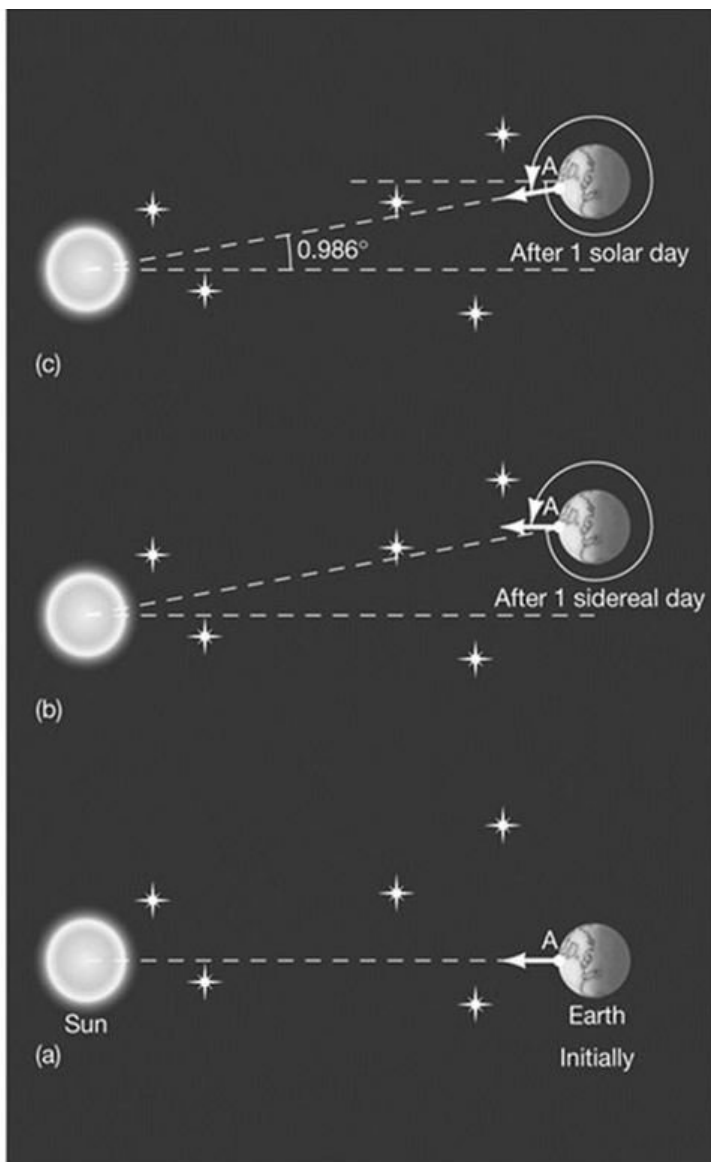 A
After 1 solar day
0.986°
(c)
A
After 1 sidereal day
(b)
A
Sun
Earth
(a)
Initially